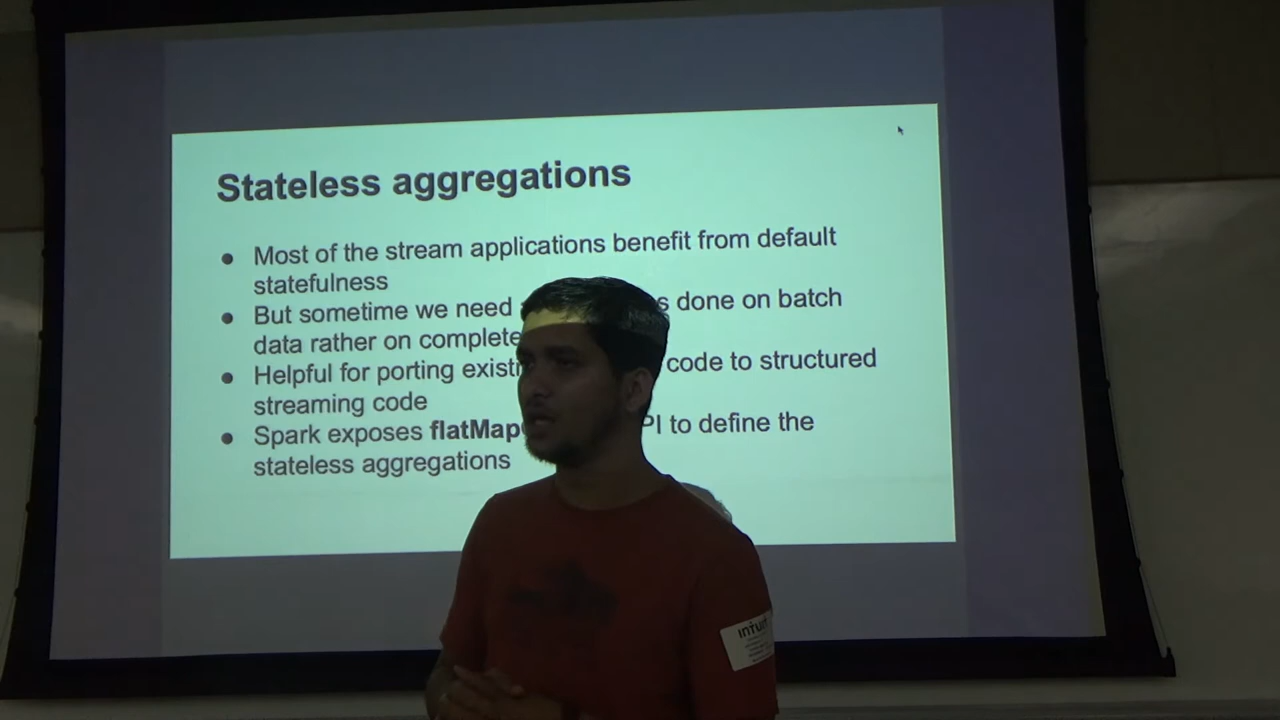 Stateless aggregations
● Most of the stream applications benefit from default
statefulness
● But sometime we need s done on batch
data rather on complete
● Helpful for porting existi code to structured
streaming code
● Spark exposes flatMap PI to define the
stateless aggregations
INTUIT